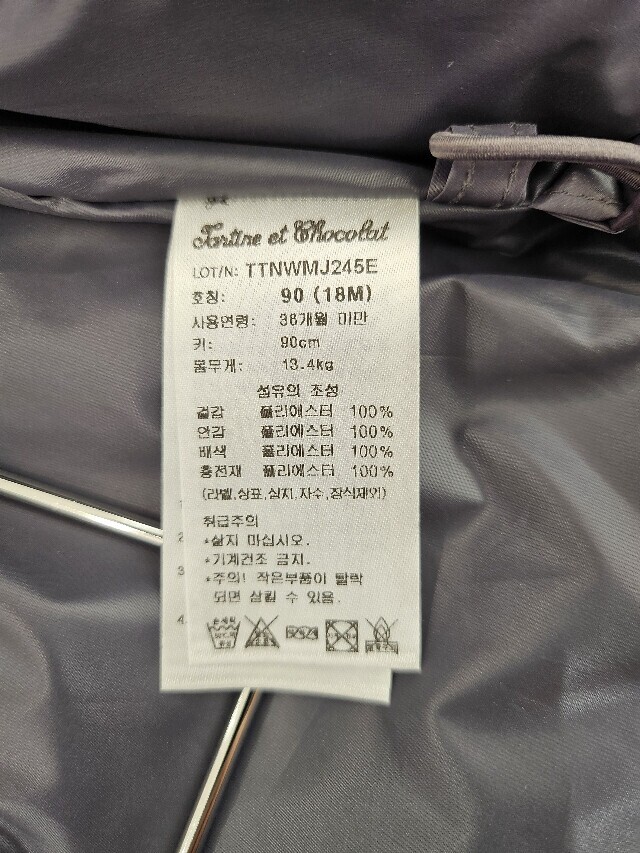 Tartine et Chocolat
LOT/N: TTNWMJ245E
호칭: 90 (18M)
사용연령: 36개월 미만
키: 90cm
몸무게: 13.4kg
섬유의 조성
겉감 폴리에스터 100%
안감 폴리에스터 100%
배색 폴리에스터 100%
충전재 폴리에스터 100%
(라벨,상표,심지,자수,장식제외)
취급주의
*삶지 마십시오.
*기계건조 금지.
*주의! 작은부품이 탈락
되면 삼킬 수 있음.
1
2
3
4